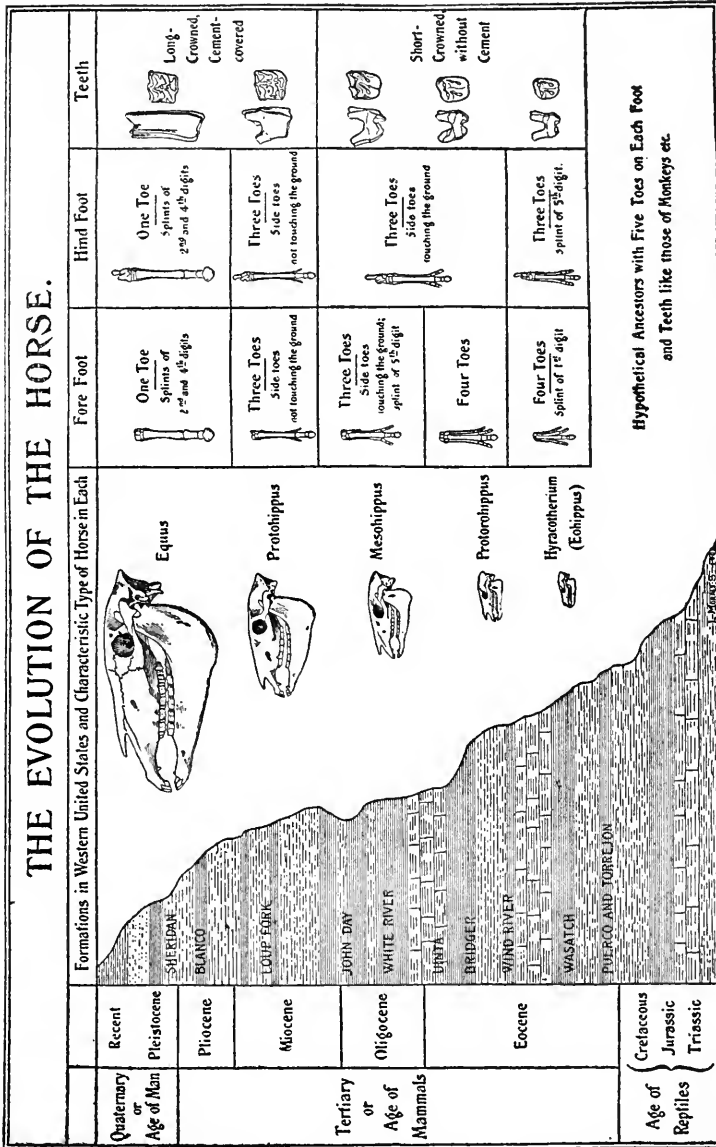 THE EVOLUTION OF THE HORSE.
Formations in Western United States and Characteristic Type of Horse in Each
Fore Foot
Hind Foot
Teeth
Quaternary
or
Age of Man
Recent
Pleistocene
SHERIDAN
Equus
One Toe
Splints of
2nd and 4th digits
One Toe
Splints of
2nd and 4th digits
Long-
Crowned,
Cement-
covered
Tertiary
or
Age of
Mammals
Pliocene
BLANCO
Miocene
LOUP FORK
Protohippus
Three Toes
Side toes
not touching the ground
Three Toes
Side toes
not touching the ground
Oligocene
JOHN DAY
WHITE RIVER
Mesohippus
Three Toes
Side toes
touching the ground;
splint of 5th digit
Three Toes
Side toes
touching the ground
Short-
Crowned,
without
Cement
Eocene
UINTA
BRIDGER
WIND RIVER
WASATCH
PUERCO AND TORREJON
Protorohippus
Four Toes
Hyracotherium
(Eohippus)
Four Toes
Splint of 1st digit
Three Toes
splint of 5th digit.
Age of
Reptiles
Cretaceous
Jurassic
Triassic
Hypothetical Ancestors with Five Toes on Each Foot
and Teeth like those of Monkeys etc.